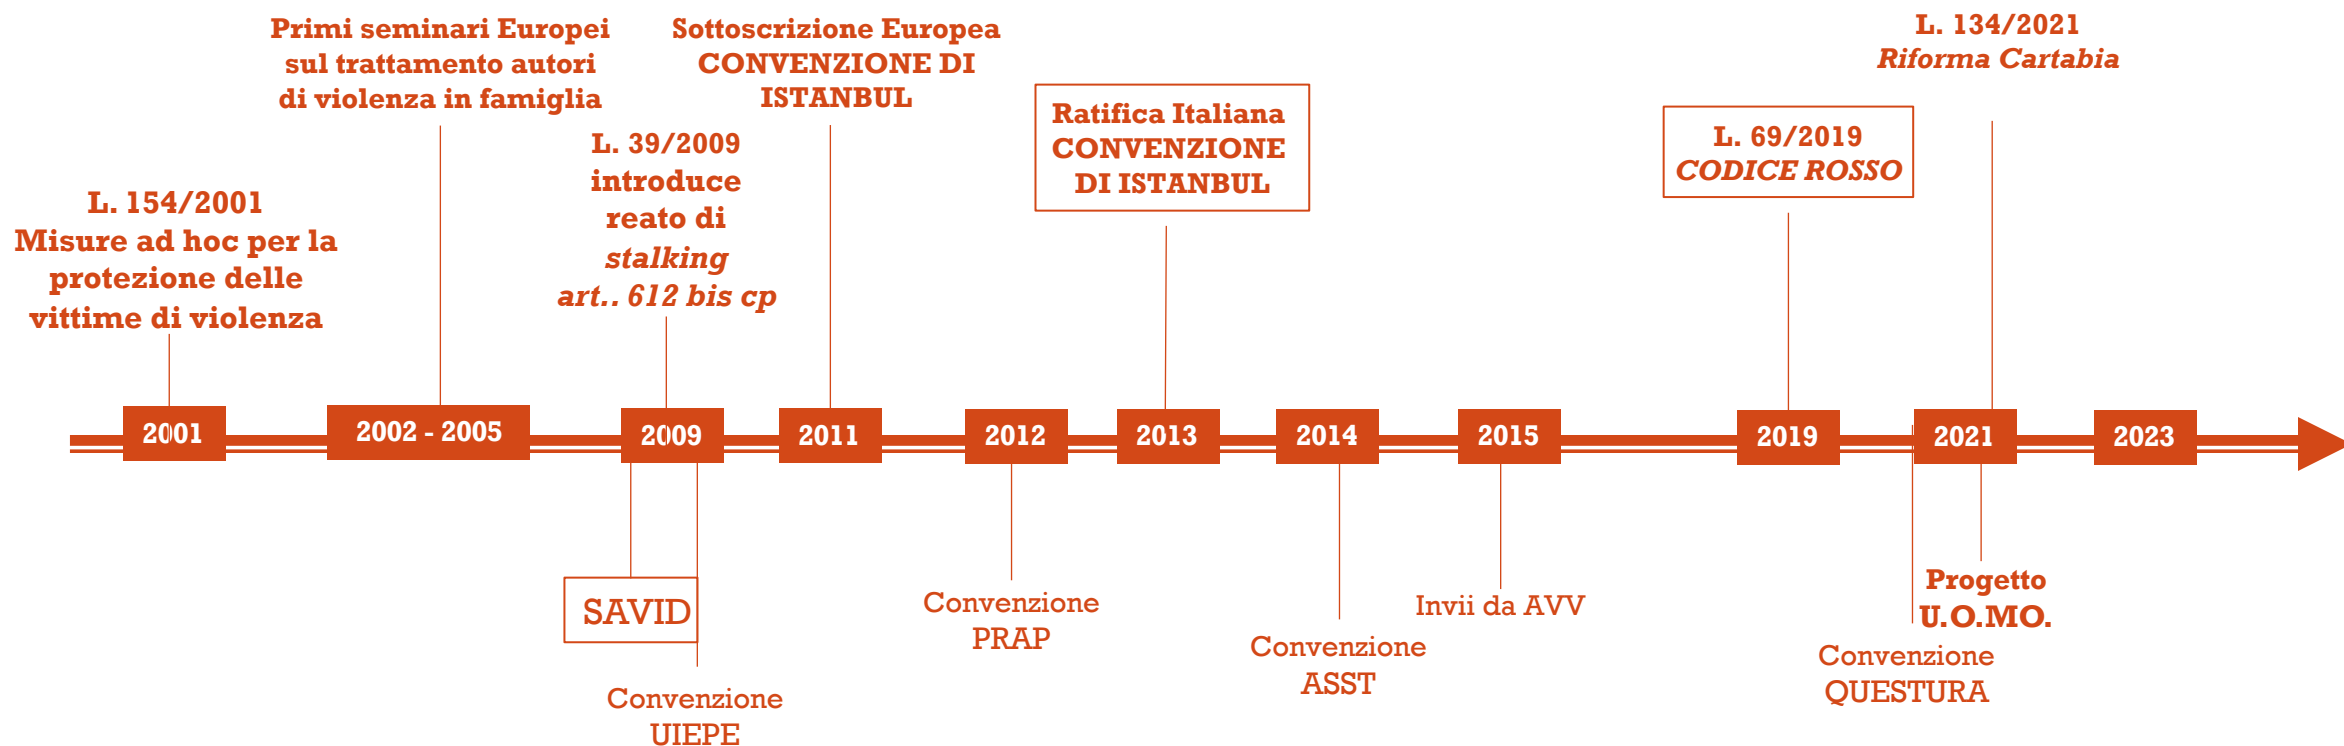 L. 154/2001
Misure ad hoc per la
protezione delle
vittime di violenza
Primi seminari Europei
sul trattamento autori
di violenza in famiglia
L. 39/2009
introduce
reato di
stalking
art.. 612 bis cp
Sottoscrizione Europea
CONVENZIONE DI
ISTANBUL
Ratifica Italiana
CONVENZIONE
DI ISTANBUL
L. 69/2019
CODICE ROSSO
L. 134/2021
Riforma Cartabia
2001
2002 - 2005
2009
2011
2012
2013
2014
2015
2019
2021
2023
SAVID
Convenzione
UIEPE
Convenzione
PRAP
Convenzione
ASST
Invii da AVV
Convenzione
QUESTURA
Progetto
U.O.MO.